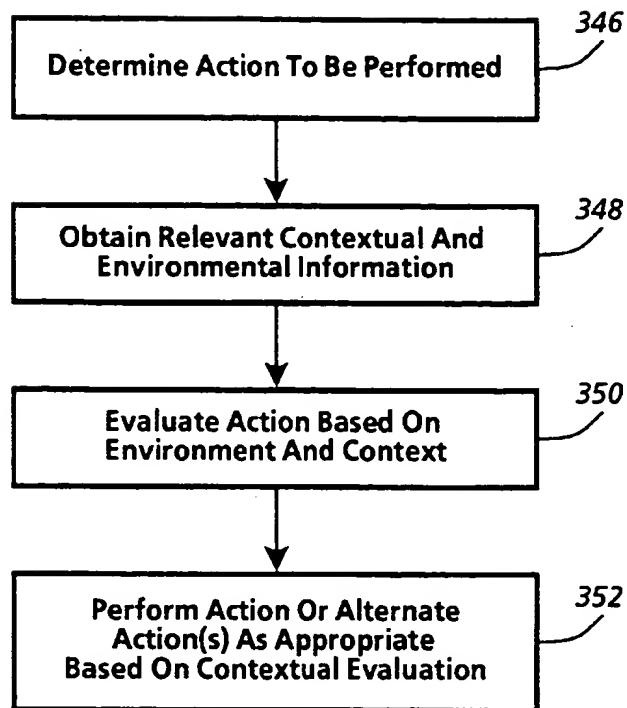 346
Determine Action To Be Performed
348
Obtain Relevant Contextual And
Environmental Information
350
Evaluate Action Based On
Environment And Context
352
Perform Action Or Alternate
Action(s) As Appropriate
Based On Contextual Evaluation